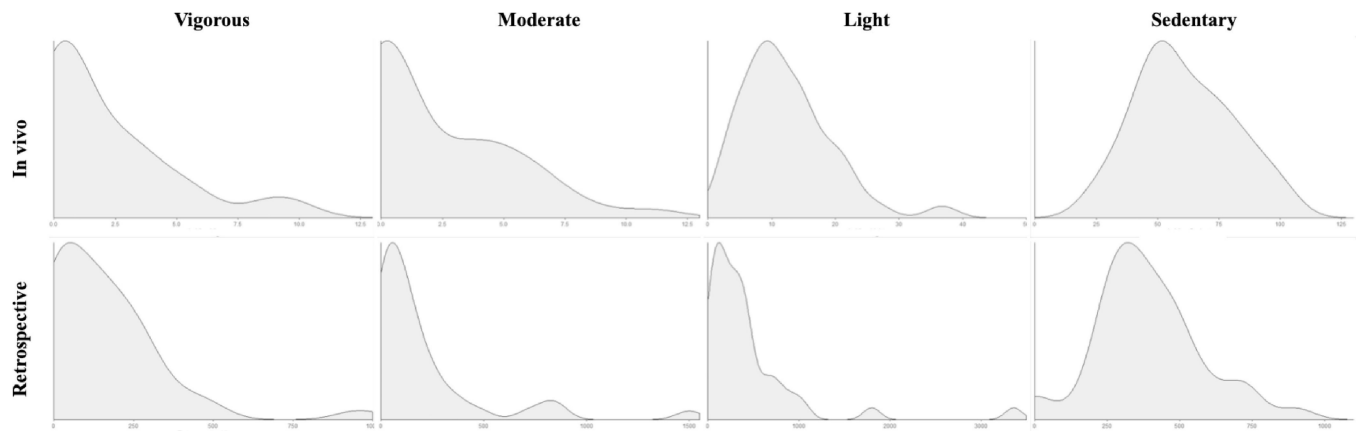 Vigorous Moderate Light Sedentary
In vivo
0.0 2.5 5.0 7.5 10.0 12.5
0.0 2.5 5.0 7.5 10.0 12.5
0 10 20 30 40
0 25 50 75 100 125
Retrospective
0 250 500 750
0 500 1000 1500
0 1000 2000 3000
0 250 500 750 1000